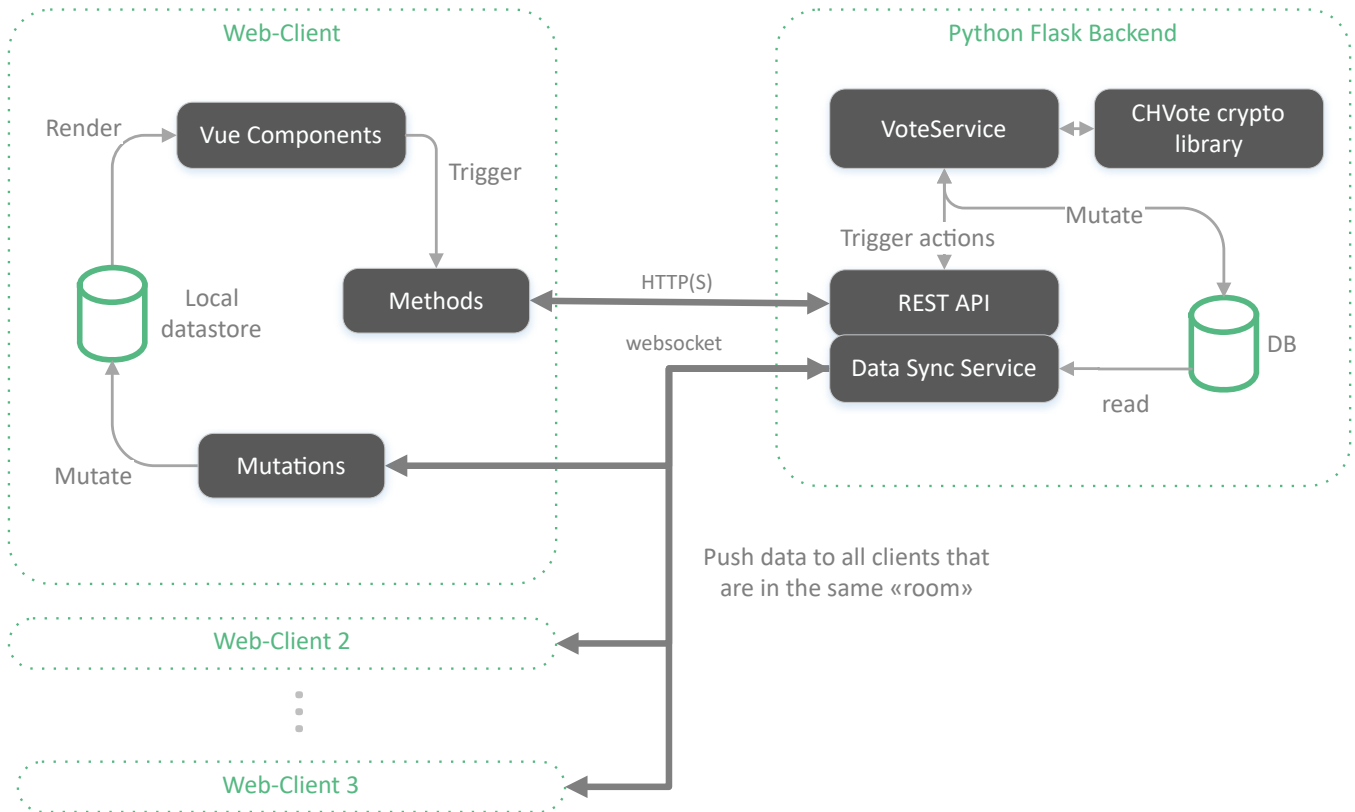 Web-Client
Python Flask Backend
Render
Vue Components
Trigger
VoteService
CHVote crypto
library
Mutate
Trigger actions
Local
datastore
Methods
HTTP(S)
REST API
websocket
Data Sync Service
DB
read
Mutate
Mutations
Push data to all clients that
are in the same «room»
Web-Client 2
Web-Client 3